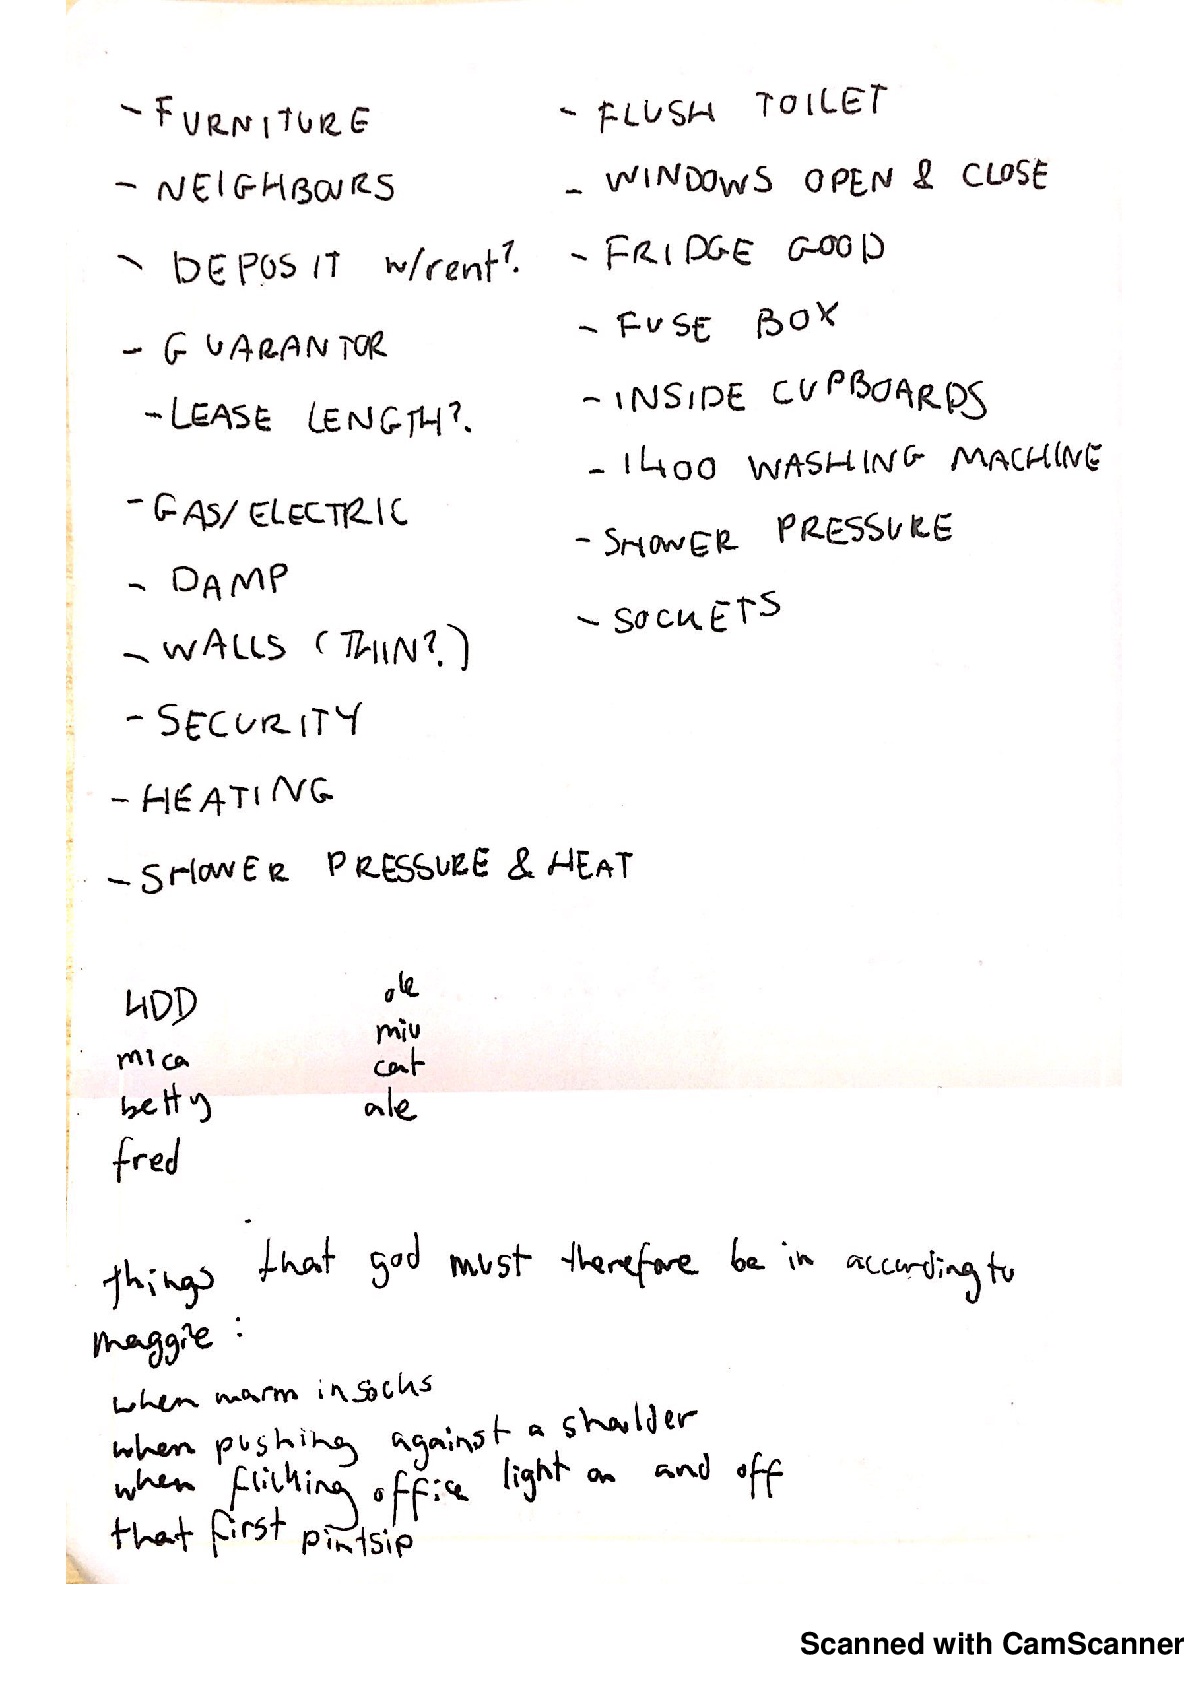 - FURNITURE
- NEIGHBOURS
- DEPOSIT w/rent?
- GUARANTOR
- LEASE LENGTH?
- GAS/ELECTRIC
- DAMP
- WALLS (THIN?)
- SECURITY
- HEATING
- SHOWER PRESSURE & HEAT
- FLUSH TOILET
- WINDOWS OPEN & CLOSE
- FRIDGE GOOD
- FUSE BOX
- INSIDE CUPBOARDS
- 1400 WASHING MACHINE
- SHOWER PRESSURE
- SOCKETS
HDD
mica
betty
fred
ole
miu
cat
ale
things that god must therefore be in according to
maggie:
when warm in socks
when pushing against a shoulder
when flicking office light on and off
that first pintsip
Scanned with CamScanner